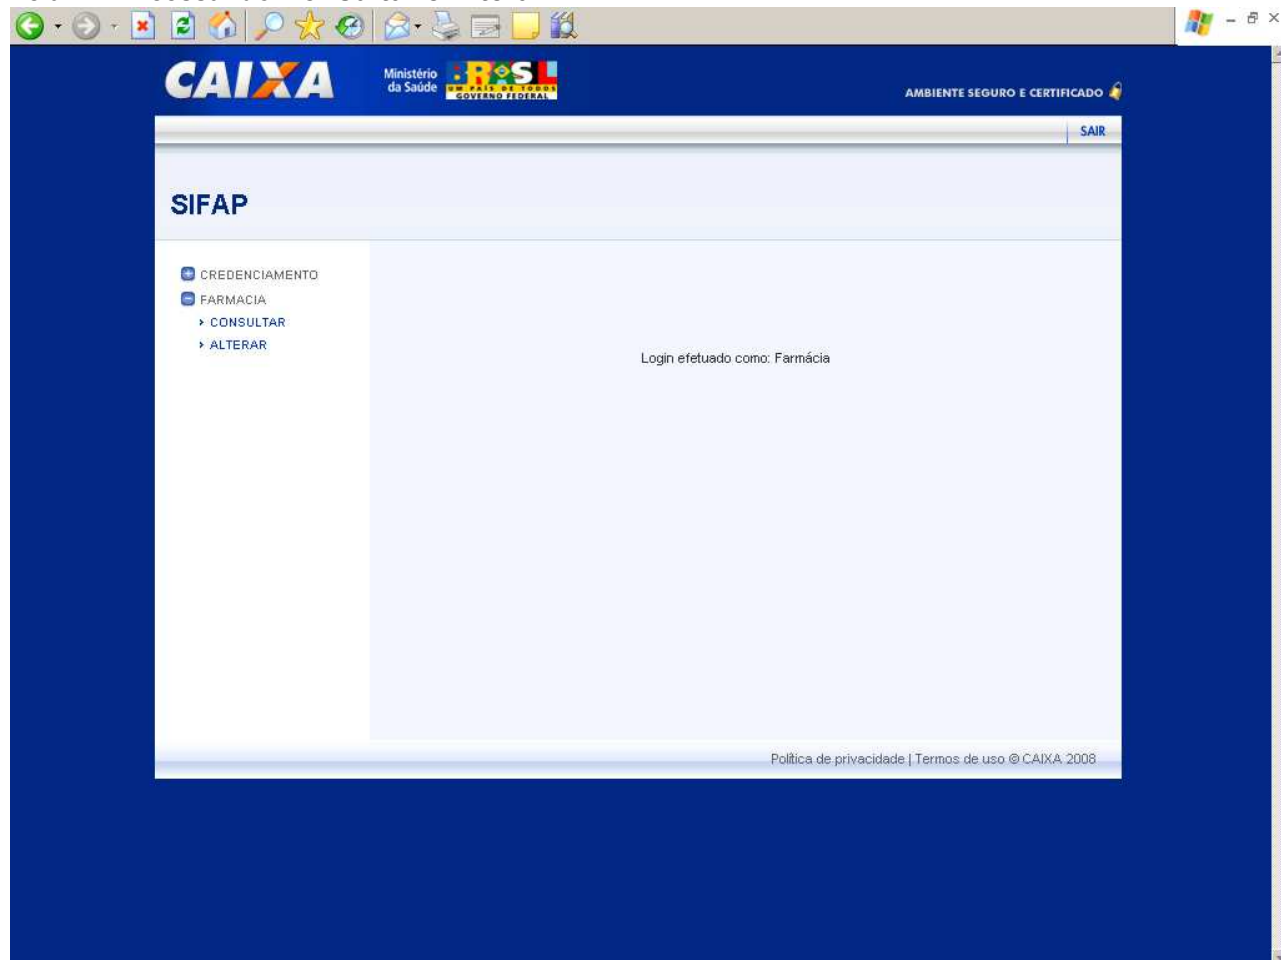 CAIXA
Ministério
da Saúde
BRASIL
UM PAÍS DE TODOS
GOVERNO FEDERAL
AMBIENTE SEGURO E CERTIFICADO
SAIR
SIFAP
CREDENCIAMENTO
FARMACIA
CONSULTAR
ALTERAR
Login efetuado como: Farmácia
Política de privacidade | Termos de uso © CAIXA 2008